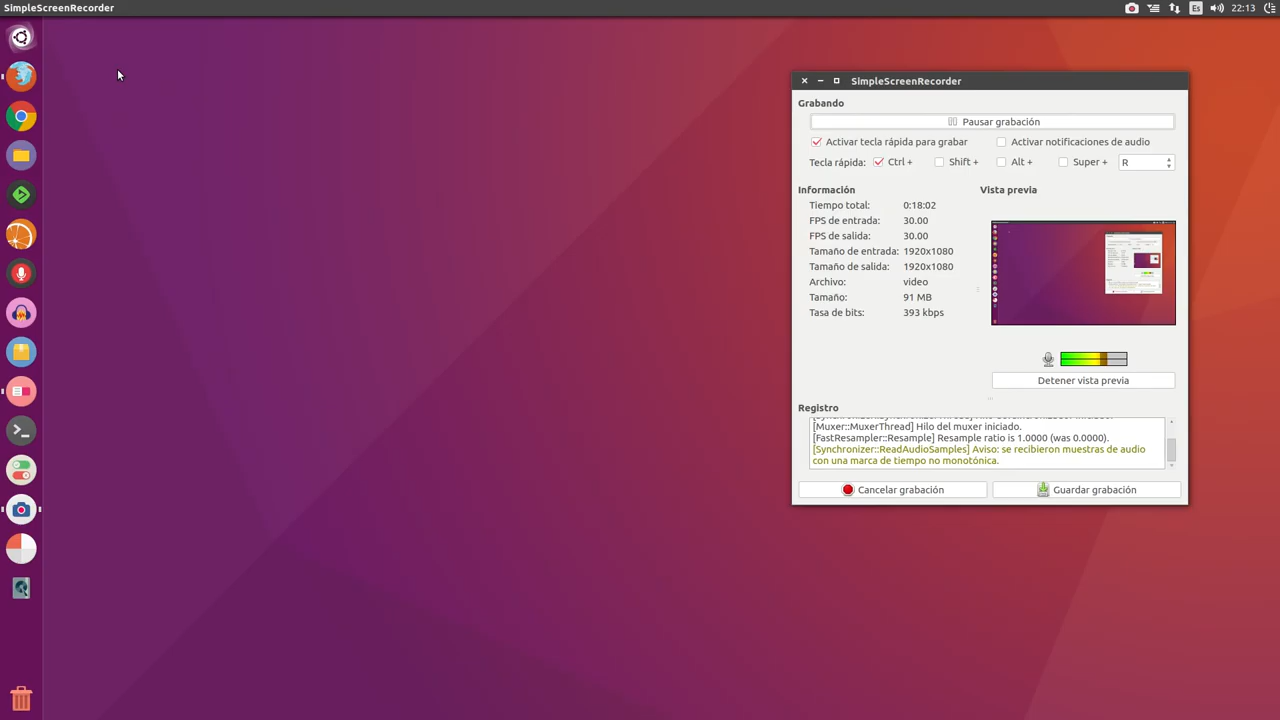 SimpleScreenRecorder
Es
22:13
SimpleScreenRecorder
Grabando
Pausar grabación
Activar tecla rápida para grabar
Activar notificaciones de audio
Tecla rápida:
Ctrl +
Shift +
Alt +
Super +
R
Información
Tiempo total: 0:18:02
FPS de entrada: 30.00
FPS de salida: 30.00
Tamaño de entrada: 1920x1080
Tamaño de salida: 1920x1080
Archivo: video
Tamaño: 91 MB
Tasa de bits: 393 kbps
Vista previa
Detener vista previa
Registro
[Muxer::MuxerThread] Hilo del muxer iniciado.
[FastResampler::Resample] Resample ratio is 1.0000 (was 0.0000).
[Synchronizer::ReadAudioSamples] Aviso: se recibieron muestras de audio
con una marca de tiempo no monotónica.
Cancelar grabación
Guardar grabación